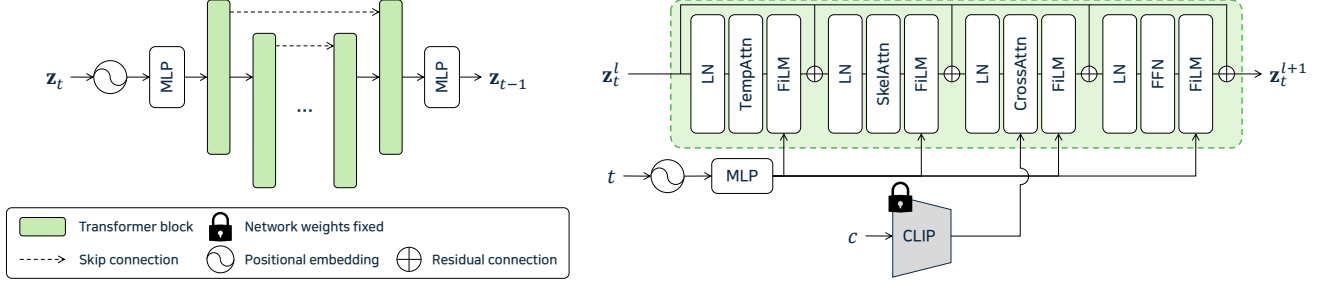 z_t MLP ... MLP z_{t−1}
Transformer block Network weights fixed
Skip connection Positional embedding Residual connection
z_t^l LN TempAttn FiLM LN SkelAttn FiLM LN CrossAttn FiLM LN FFN FiLM z_t^{l+1}
t MLP
c CLIP